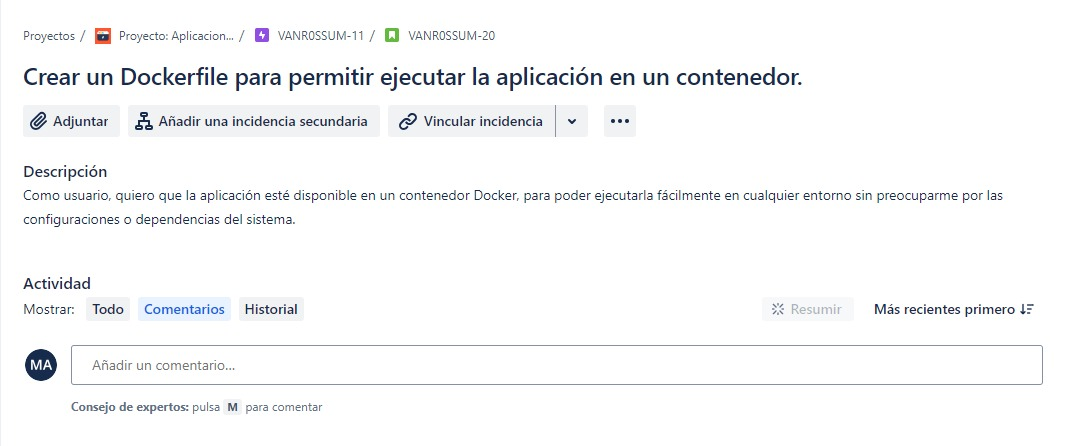 Proyectos / Proyecto: Aplicacion... / VANR0SSUM-11 / VANR0SSUM-20
Crear un Dockerfile para permitir ejecutar la aplicación en un contenedor.
Adjuntar Añadir una incidencia secundaria Vincular incidencia
Descripción
Como usuario, quiero que la aplicación esté disponible en un contenedor Docker, para poder ejecutarla fácilmente en cualquier entorno sin preocuparme por las
configuraciones o dependencias del sistema.
Actividad
Mostrar: Todo Comentarios Historial Resumir Más recientes primero
MA Añadir un comentario...
Consejo de expertos: pulsa M para comentar